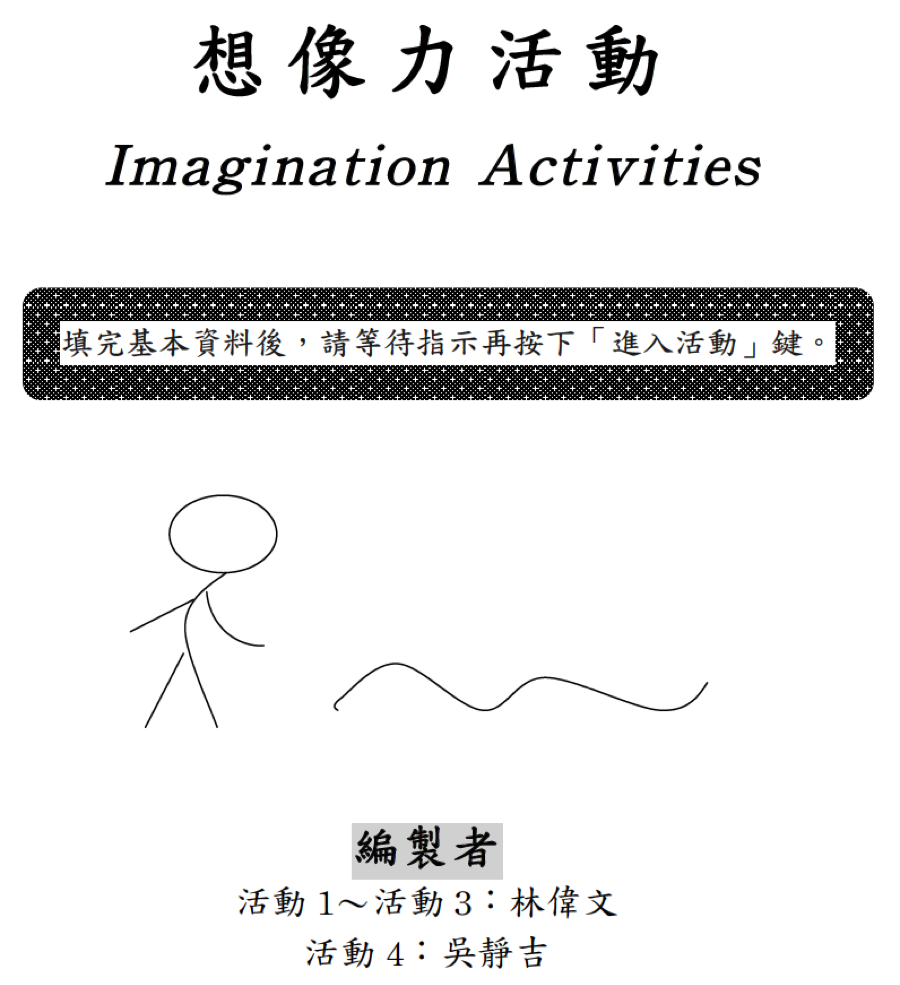 想像力活動
Imagination Activities
填完基本資料後，請等待指示再按下「進入活動」鍵。
編製者
活動 1～活動 3：林偉文
活動 4：吳靜吉